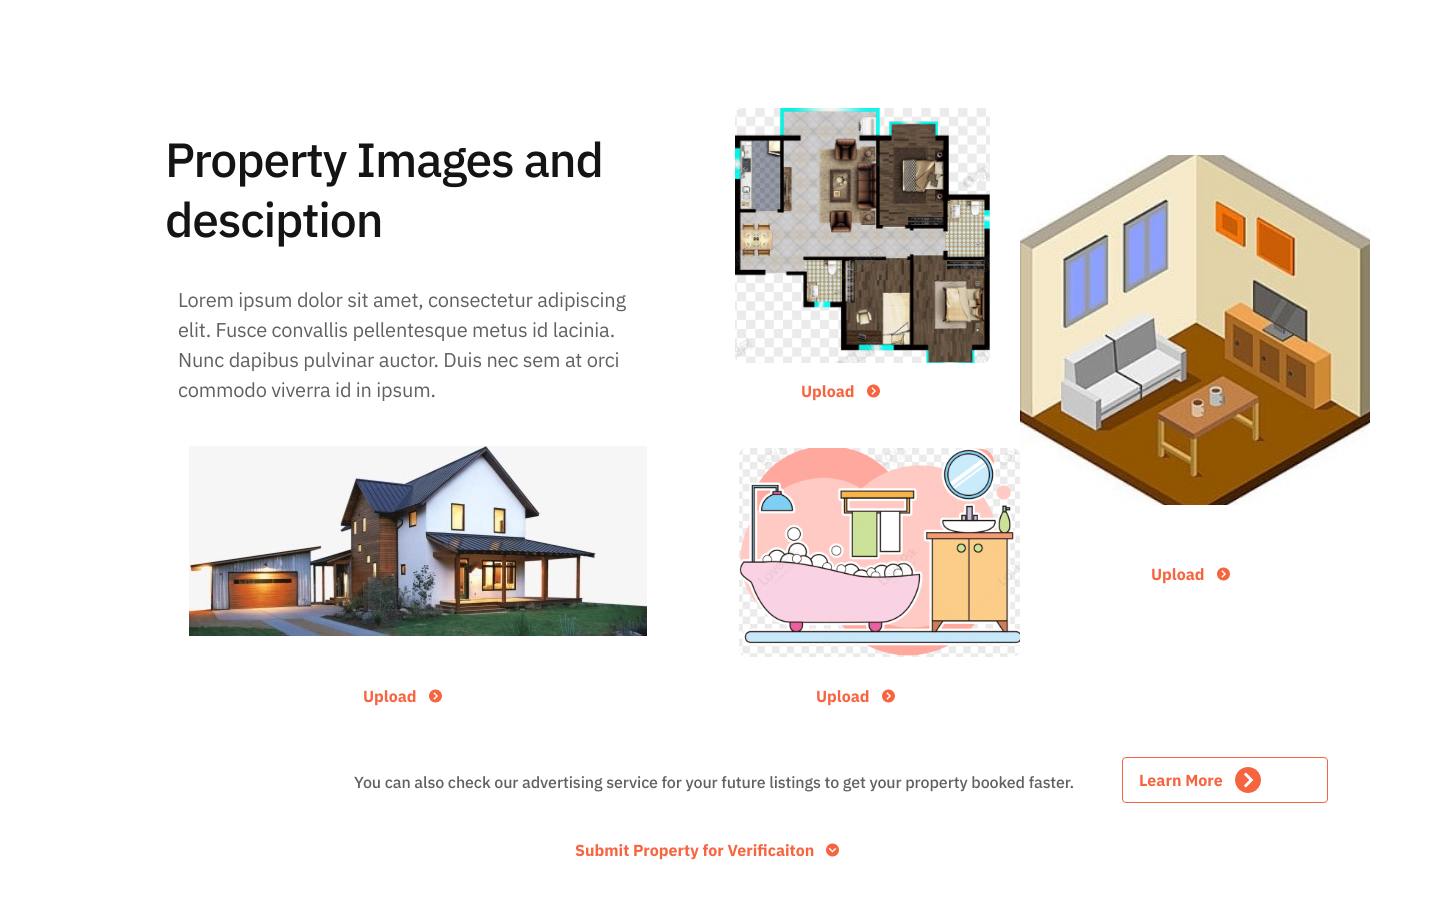 Property Images and
desciption
Lorem ipsum dolor sit amet, consectetur adipiscing
elit. Fusce convallis pellentesque metus id lacinia.
Nunc dapibus pulvinar auctor. Duis nec sem at orci
commodo viverra id in ipsum.
Upload
Upload
Upload
Upload
You can also check our advertising service for your future listings to get your property booked faster.
Learn More
Submit Property for Verificaiton